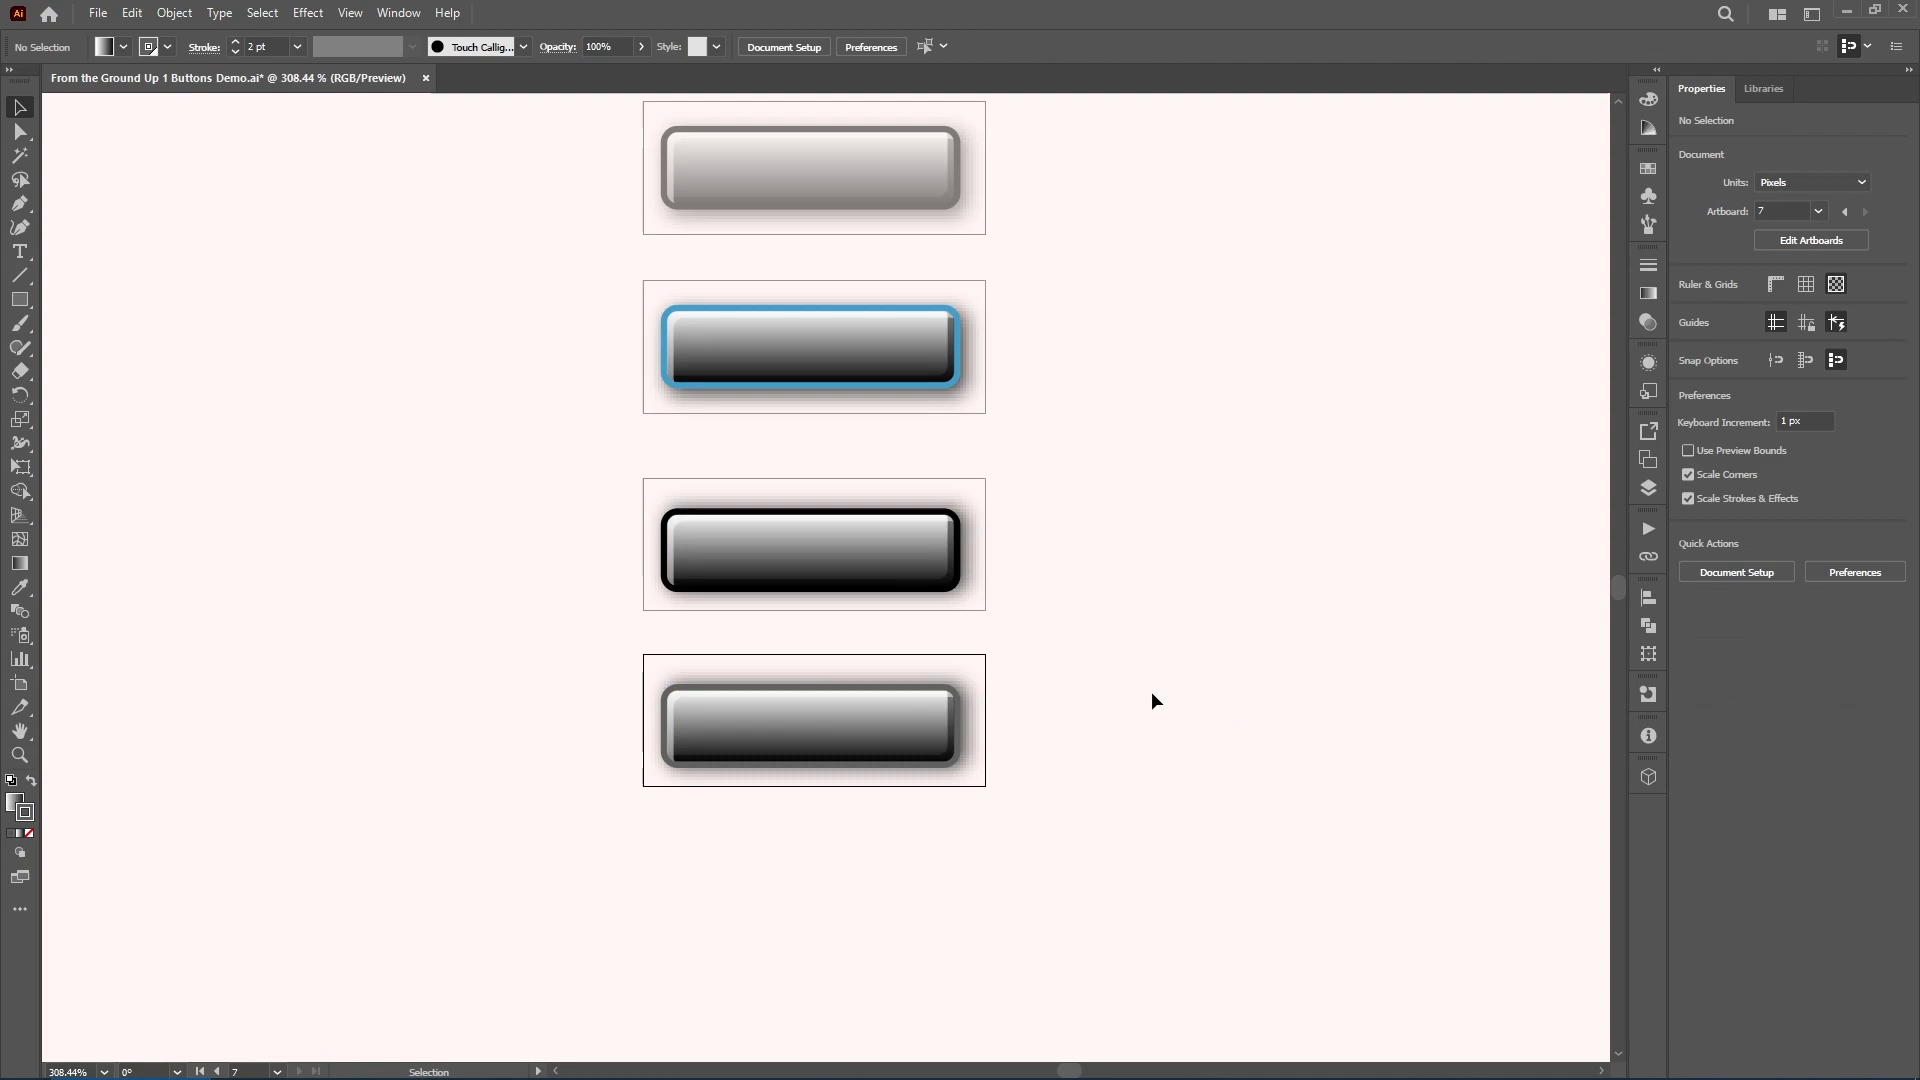 Ai File Edit Object Type Select Effect View Window Help
No Selection Stroke: 2 pt Touch Callig... Opacity: 100% Style: Document Setup Preferences
From the Ground Up 1 Buttons Demo.ai* @ 308.44 % (RGB/Preview) ×
Properties Libraries
No Selection
Document
Units: Pixels
Artboard: 7
Edit Artboards
Ruler & Grids
Guides
Snap Options
Preferences
Keyboard Increment: 1 px
Use Preview Bounds
Scale Corners
Scale Strokes & Effects
Quick Actions
Document Setup Preferences
308.44% 0° 7 Selection